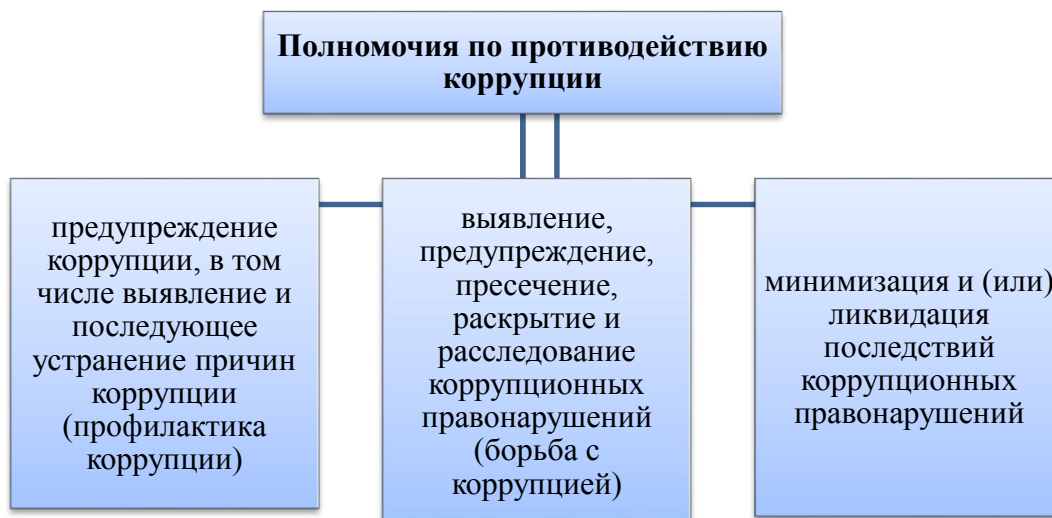 Полномочия по противодействию
коррупции
предупреждение
коррупции, в том
числе выявление и
последующее
устранение причин
коррупции
(профилактика
коррупции)
выявление,
предупреждение,
пресечение,
раскрытие и
расследование
коррупционных
правонарушений
(борьба с
коррупцией)
минимизация и (или)
ликвидация
последствий
коррупционных
правонарушений